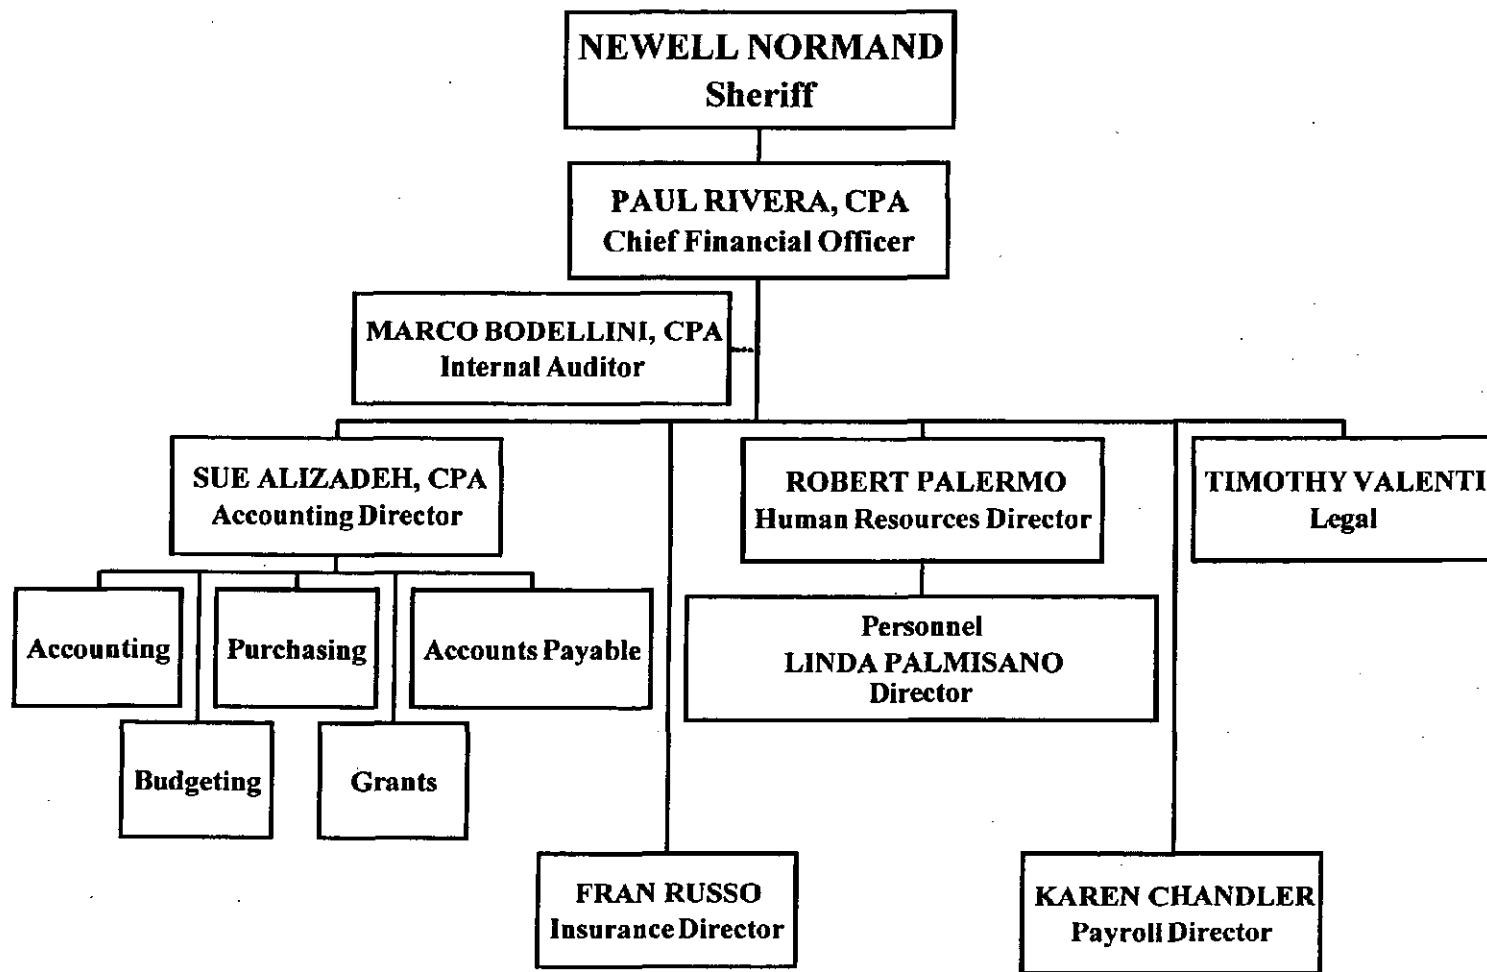 NEWELL NORMAND
Sheriff
PAUL RIVERA, CPA
Chief Financial Officer
MARCO BODELLINI, CPA
Internal Auditor
SUE ALIZADEH, CPA
Accounting Director
ROBERT PALERMO
Human Resources Director
TIMOTHY VALENTI
Legal
Accounting
Purchasing
Accounts Payable
Personnel
LINDA PALMISANO
Director
Budgeting
Grants
FRAN RUSSO
Insurance Director
KAREN CHANDLER
Payroll Director